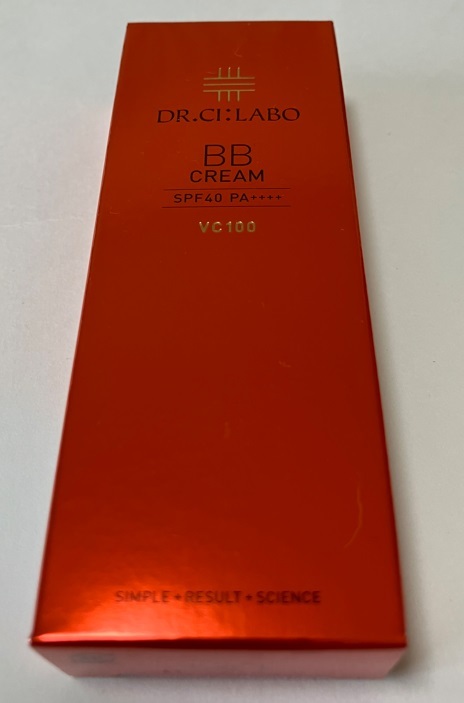 DR.CI:LABO
BB
CREAM
SPF40 PA++++
VC100
SIMPLE+RESULT+SCIENCE